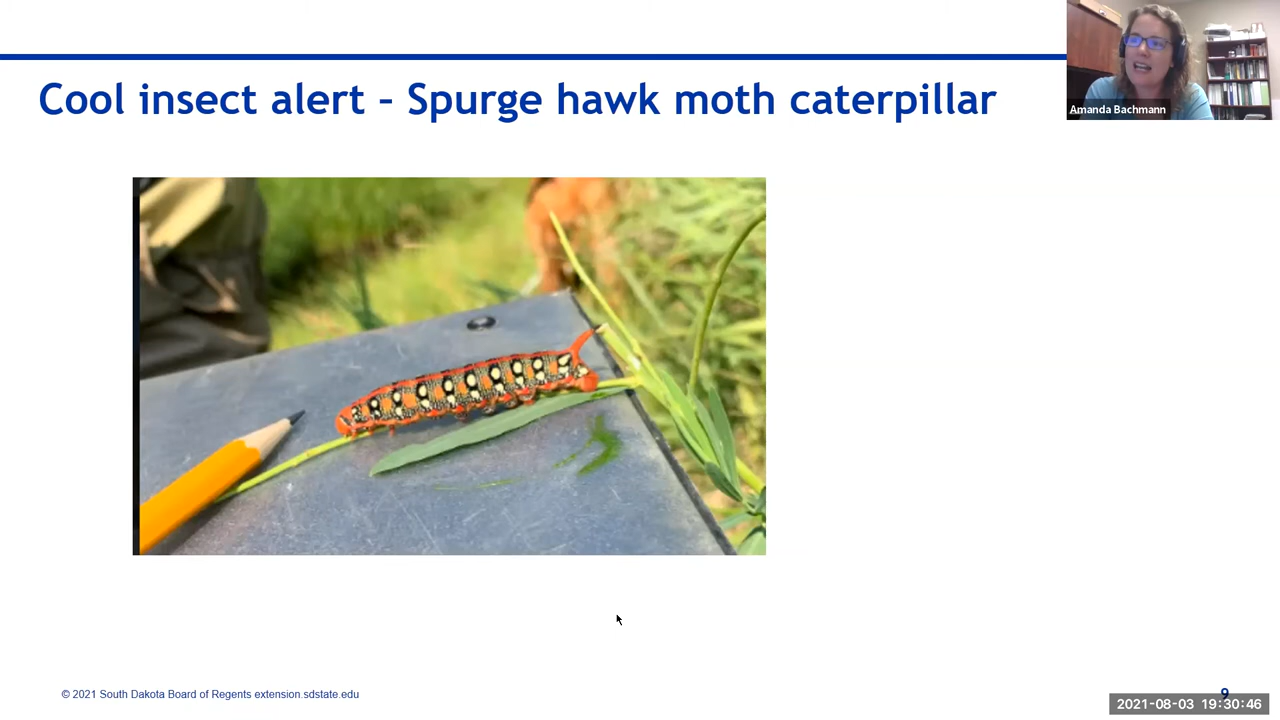 Cool insect alert – Spurge hawk moth caterpillar
Amanda Bachmann
© 2021 South Dakota Board of Regents extension.sdstate.edu
9
2021-08-03 19:30:46